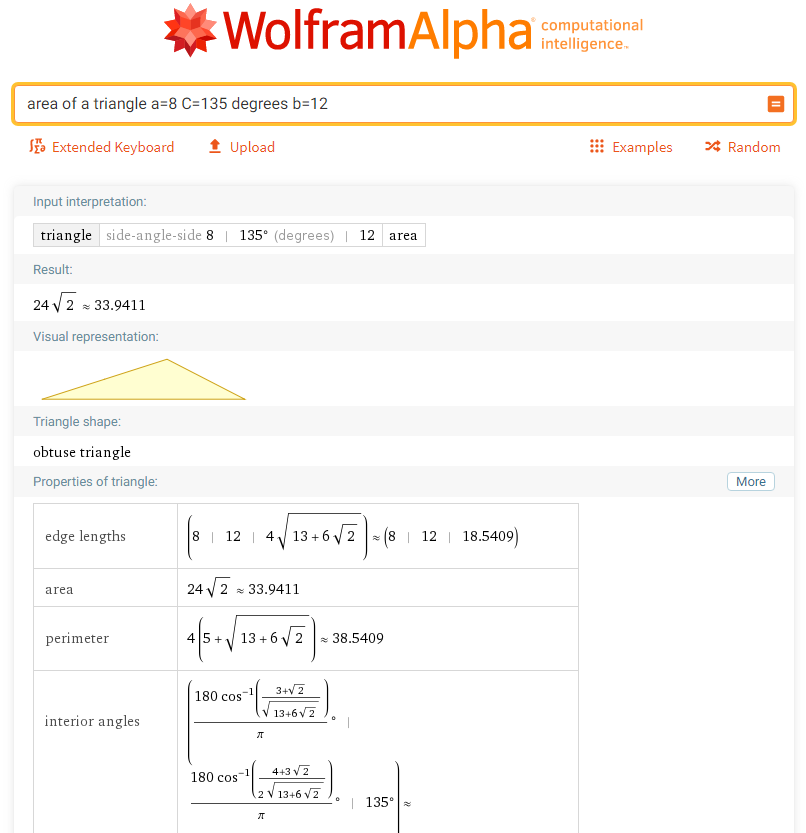 WolframAlpha computational intelligence™
area of a triangle a=8 C=135 degrees b=12
Extended Keyboard Upload Examples Random
Input interpretation:
triangle side-angle-side 8 | 135° (degrees) | 12 area
Result:
24 √2 ≈ 33.9411
Visual representation:
Triangle shape:
obtuse triangle
Properties of triangle: More
edge lengths (8 | 12 | 4 √(13 + 6 √2)) ≈ (8 | 12 | 18.5409)
area 24 √2 ≈ 33.9411
perimeter 4 (5 + √(13 + 6 √2)) ≈ 38.5409
interior angles (180 cos⁻¹((3+√2)/√(13+6 √2))/π ° |
180 cos⁻¹((4+3 √2)/(2 √(13+6 √2)))/π ° | 135°) ≈